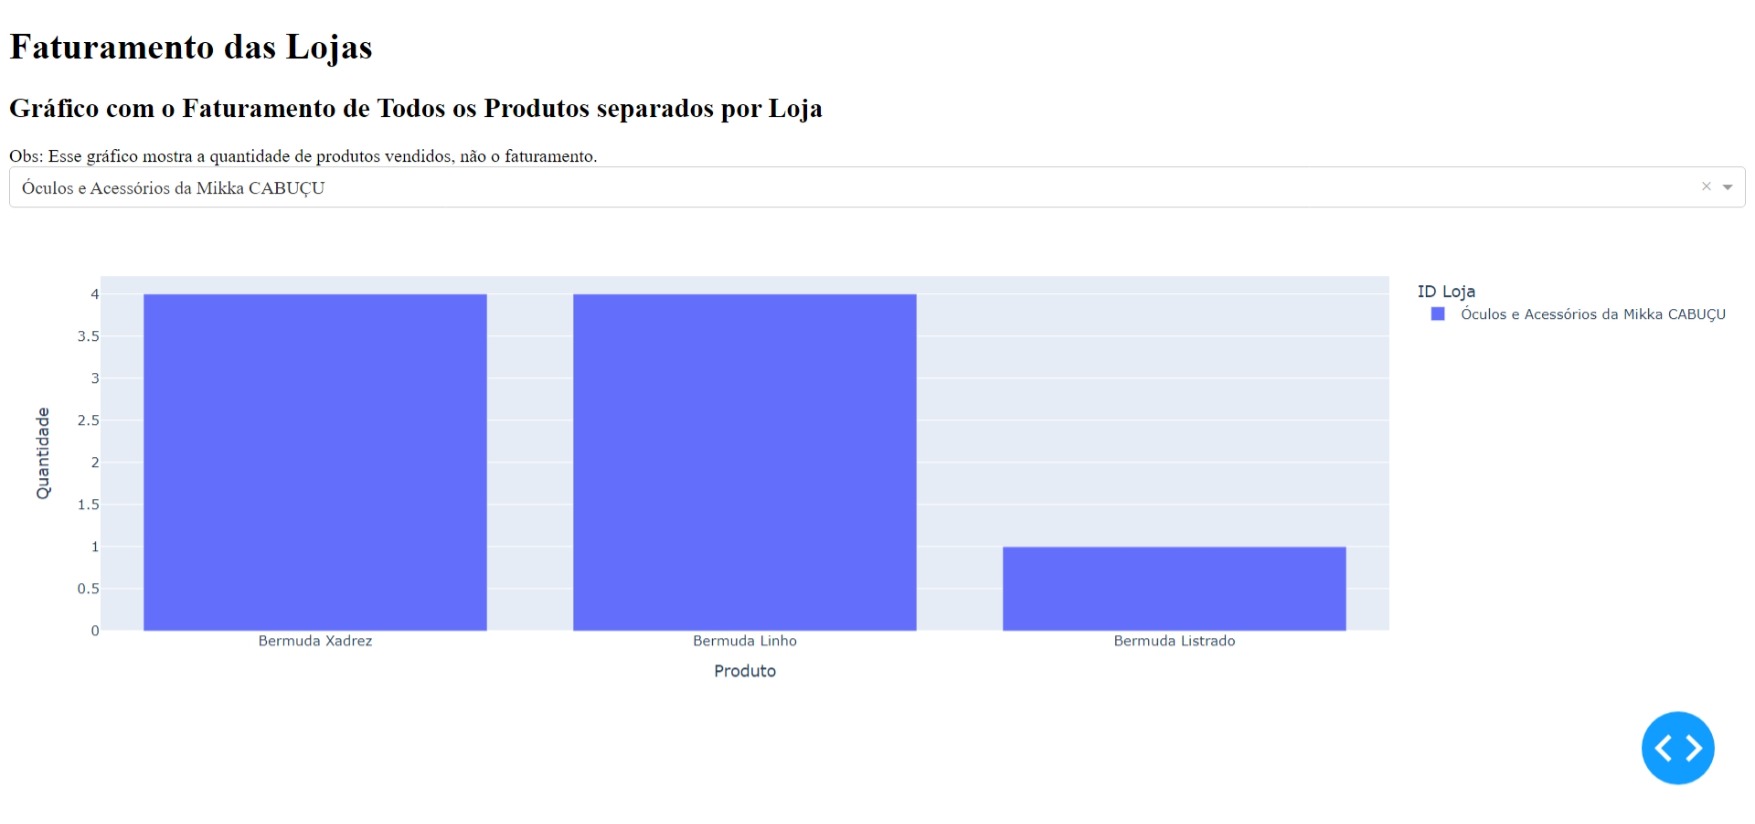 Faturamento das Lojas
Gráfico com o Faturamento de Todos os Produtos separados por Loja
Obs: Esse gráfico mostra a quantidade de produtos vendidos, não o faturamento.
Óculos e Acessórios da Mikka CABUÇU
ID Loja
Óculos e Acessórios da Mikka CABUÇU
4
3.5
3
2.5
2
1.5
1
0.5
0
Quantidade
Bermuda Xadrez
Bermuda Linho
Bermuda Listrado
Produto